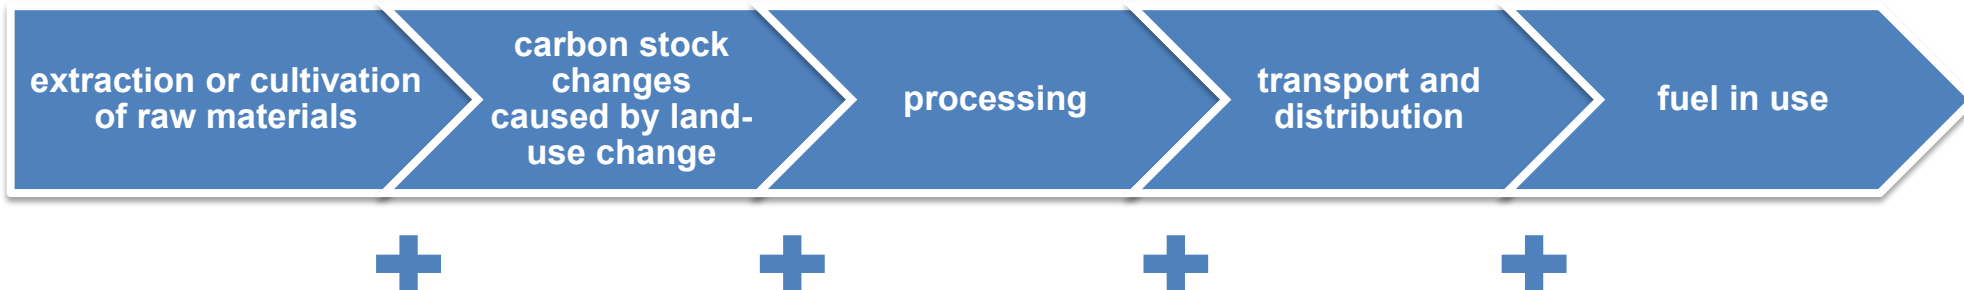 extraction or cultivation
of raw materials
carbon stock
changes
caused by land-
use change
processing
transport and
distribution
fuel in use